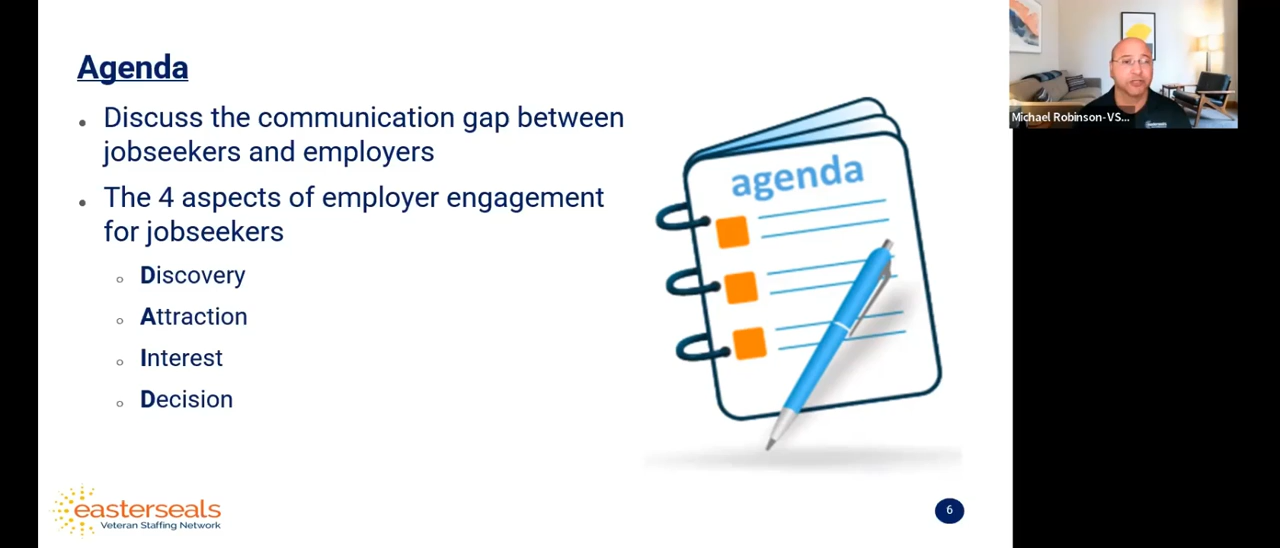 Agenda
Discuss the communication gap between
jobseekers and employers
The 4 aspects of employer engagement
for jobseekers
Discovery
Attraction
Interest
Decision
agenda
easterseals
Veteran Staffing Network
6
Michael Robinson-VS...
easterseals